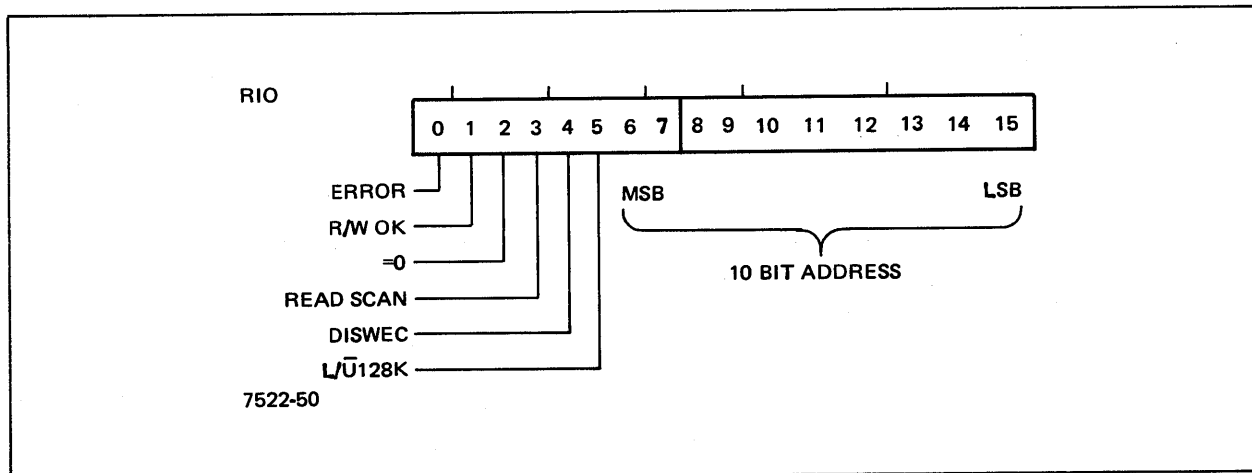 RIO
0 1 2 3 4 5 6 7 8 9 10 11 12 13 14 15
ERROR
MSB LSB
R/W OK
=0
10 BIT ADDRESS
READ SCAN
DISWEC
L/U̅128K
7522-50